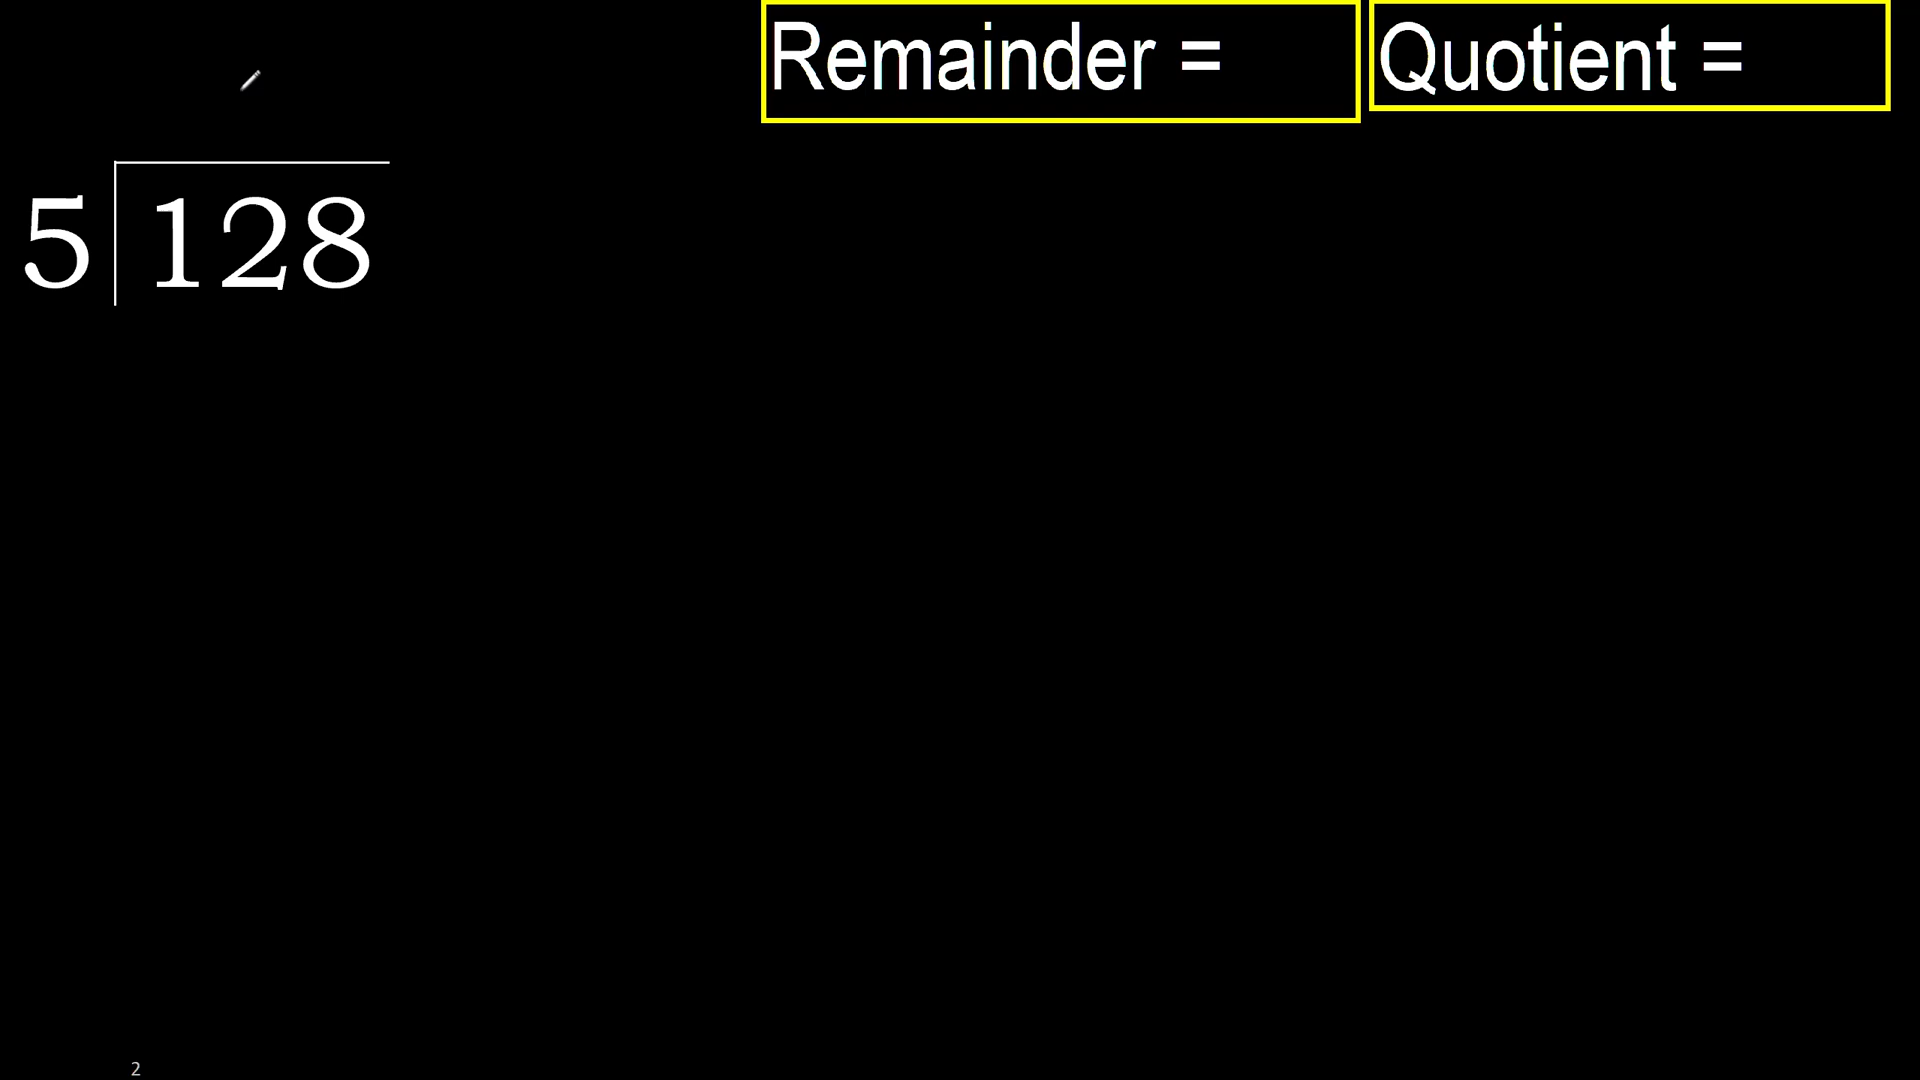 Remainder =
Quotient =
5 128
2